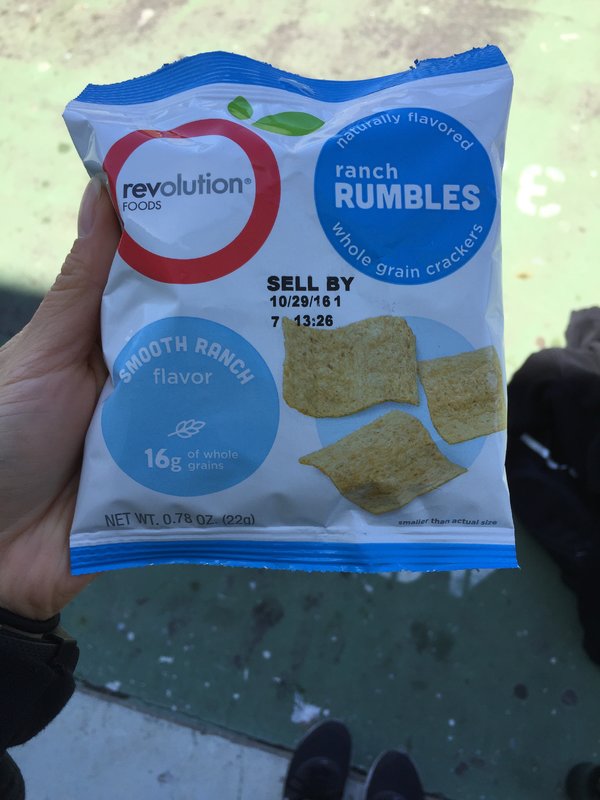 revolution®
FOODS
naturally flavored
ranch
RUMBLES
whole grain crackers
SELL BY
10/29/16 1
7 13:26
SMOOTH RANCH
flavor
16g of whole
grains
NET WT. 0.78 OZ. (22g)
smaller than actual size